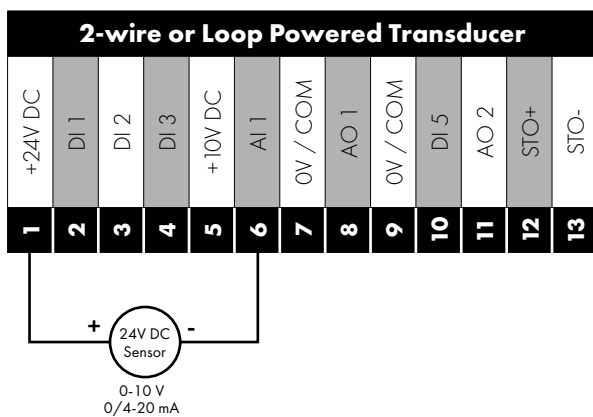 2-wire or Loop Powered Transducer
+24V DC
DI 1
DI 2
DI 3
+10V DC
AI 1
0V / COM
AO 1
0V / COM
DI 5
AO 2
STO+
STO-
1 2 3 4 5 6 7 8 9 10 11 12 13
+ -
24V DC
Sensor
0-10 V
0/4-20 mA